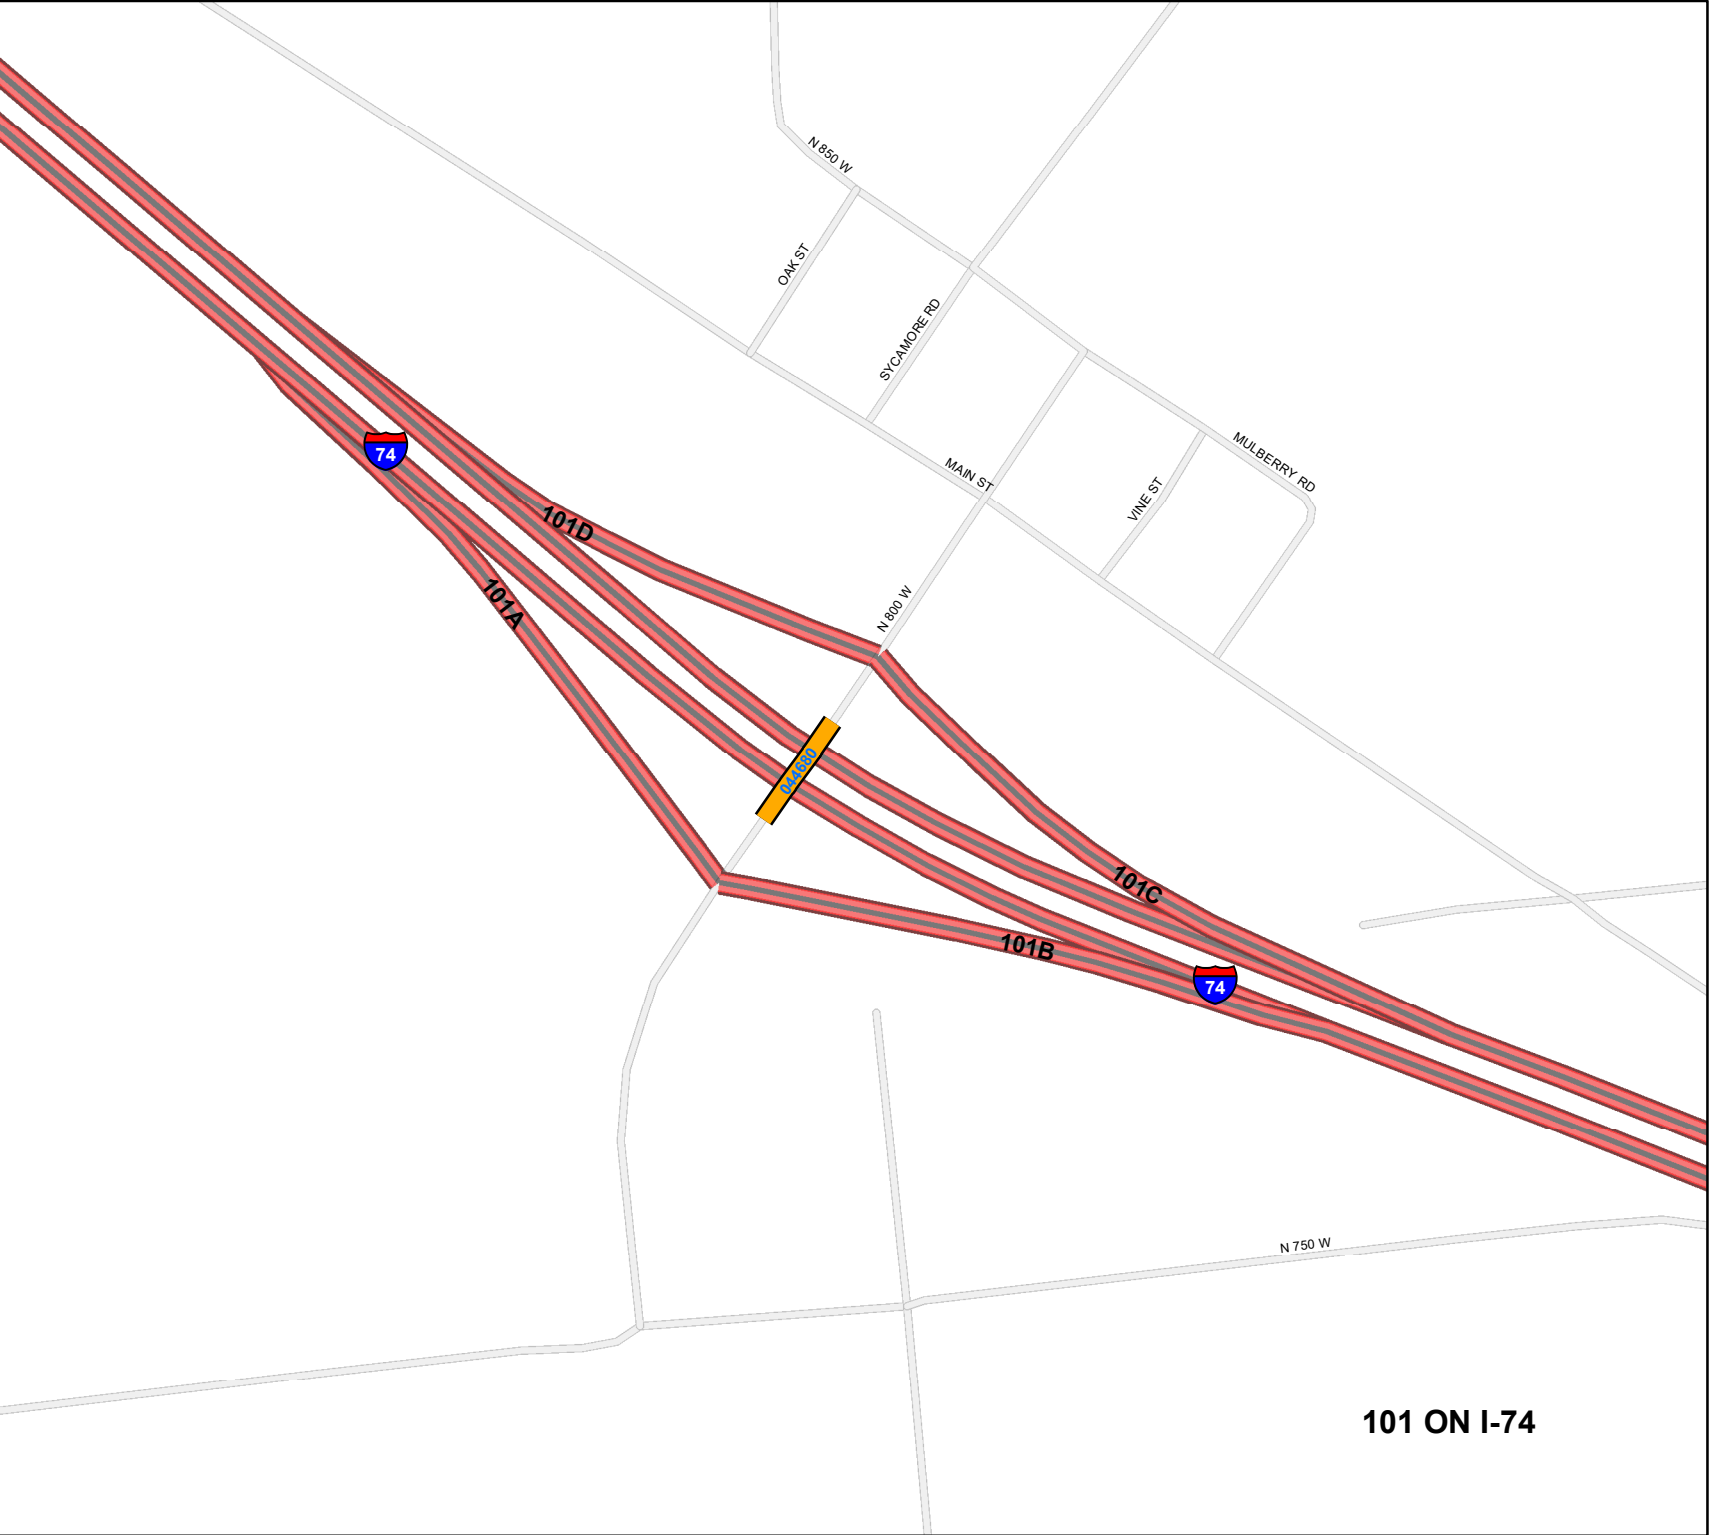 N 850 W
OAK ST
SYCAMORE RD
MAIN ST
MULBERRY RD
VINE ST
74
101D
101A
N 800 W
044680
101C
101B
74
N 750 W
101 ON I-74